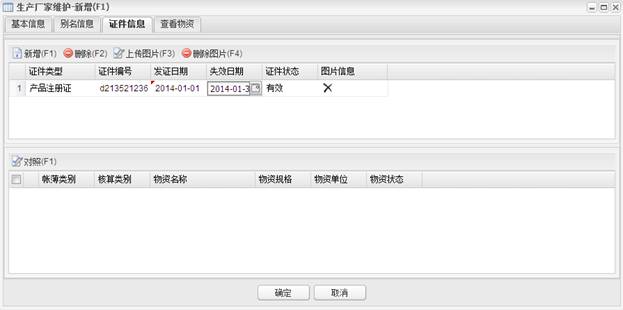 生产厂家维护-新增(F1)
基本信息 别名信息 证件信息 查看物资
新增(F1) 删除(F2) 上传图片(F3) 删除图片(F4)
证件类型 证件编号 发证日期 失效日期 证件状态 图片信息
1 产品注册证 d213521236 2014-01-01 2014-01-3 有效
对照(F1)
帐薄类别 核算类别 物资名称 物资规格 物资单位 物资状态
确定 取消